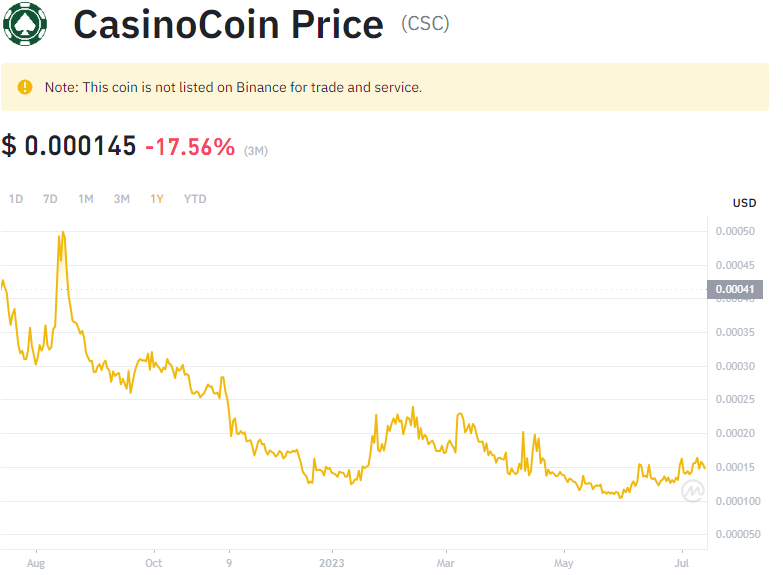 CasinoCoin Price (CSC)
Note: This coin is not listed on Binance for trade and service.
$ 0.000145 -17.56% (3M)
1D 7D 1M 3M 1Y YTD
USD
0.00050
0.00045
0.00041
0.00035
0.00030
0.00025
0.00020
0.00015
0.000100
0.000050
Aug Oct 9 2023 Mar May Jul